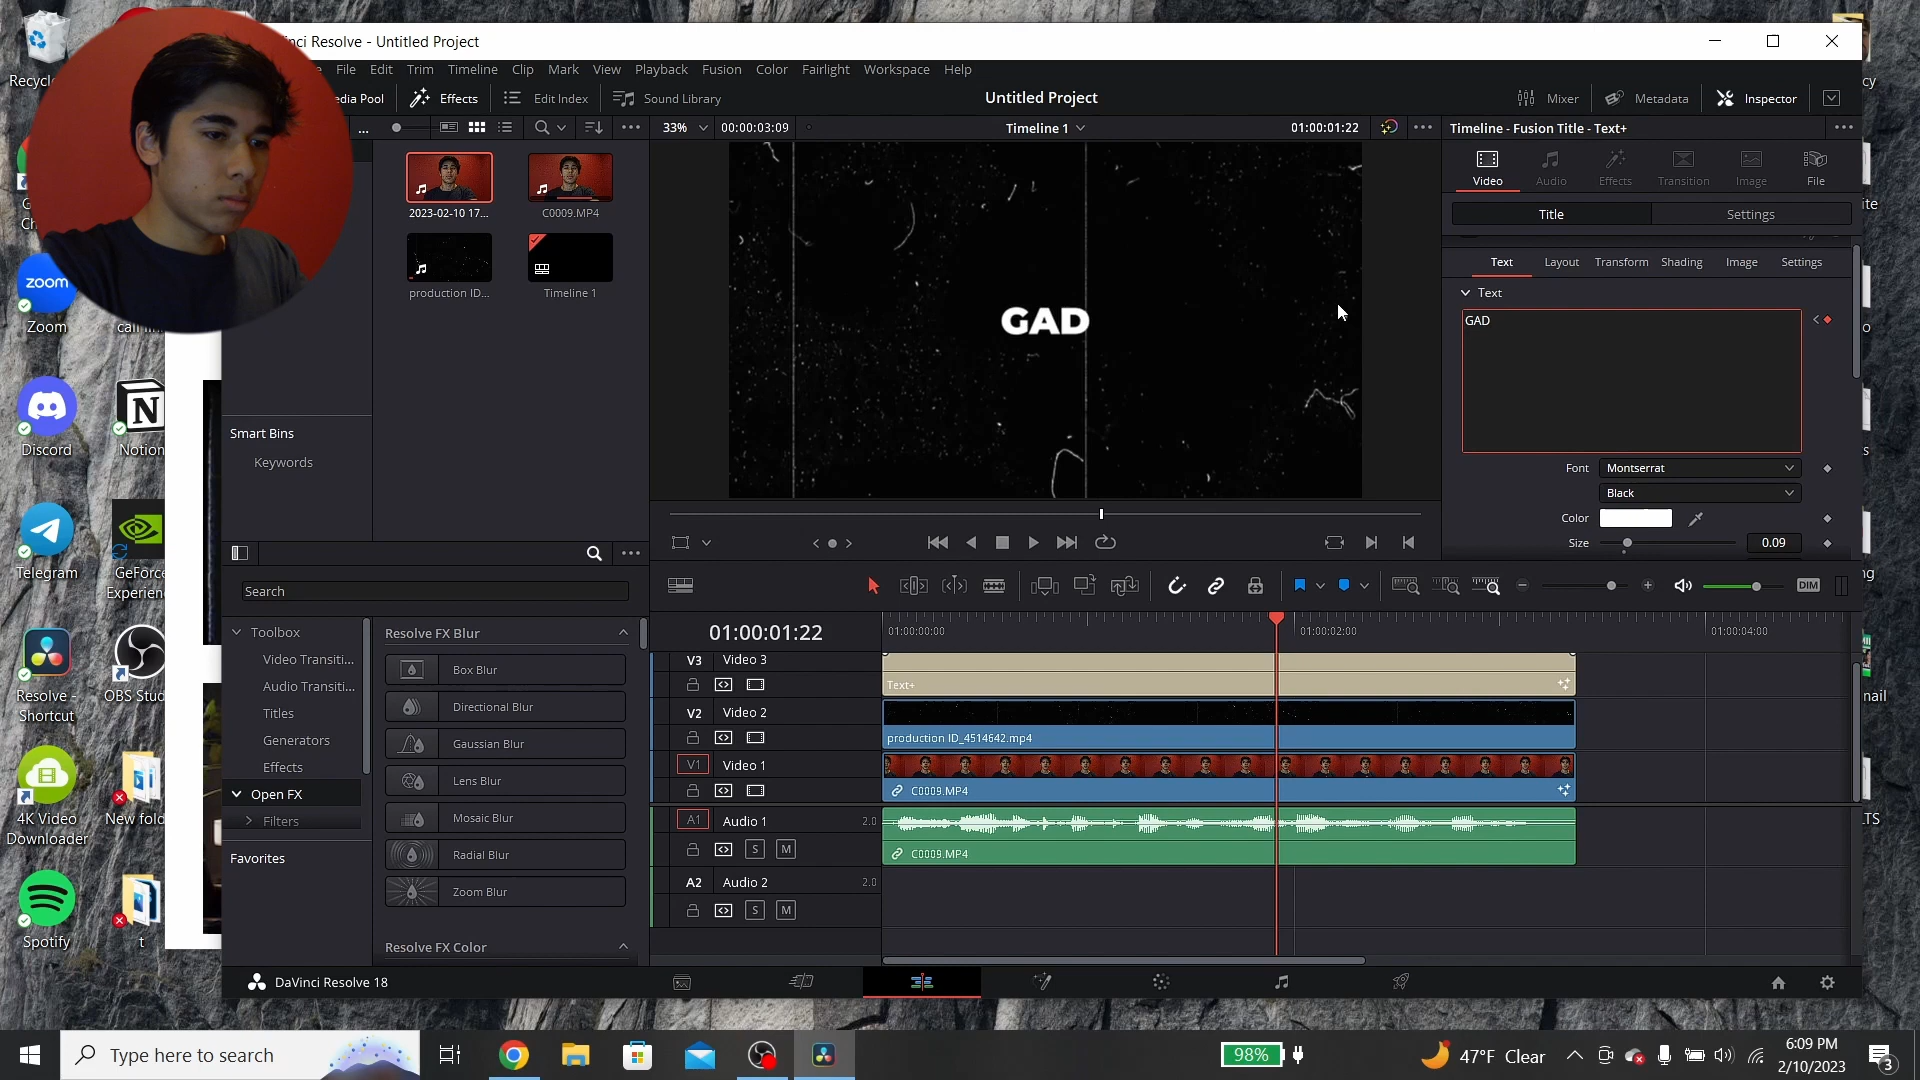 DaVinci Resolve - Untitled Project
File Edit Trim Timeline Clip Mark View Playback Fusion Color Fairlight Workspace Help
Media Pool Effects Edit Index Sound Library Untitled Project Mixer Metadata Inspector
33% 00:00:03:09 Timeline 1 01:00:01:22 Timeline - Fusion Title - Text+
Video Audio Effects Transition Image File
Title Settings
Text Layout Transform Shading Image Settings
Text
GAD
Font Montserrat
Black
Color
Size 0.09
GAD
2023-02-10 17...
C0009.MP4
production ID...
Timeline 1
Smart Bins
Keywords
Search
Toolbox
Video Transiti...
Audio Transiti...
Titles
Generators
Effects
Open FX
Filters
Favorites
Resolve FX Blur
Box Blur
Directional Blur
Gaussian Blur
Lens Blur
Mosaic Blur
Radial Blur
Zoom Blur
Resolve FX Color
DIM
01:00:01:22
01:00:00:00 01:00:02:00 01:00:04:00
V3 Video 3
Text+
V2 Video 2
production ID_4514642.mp4
V1 Video 1
C0009.MP4
A1 Audio 1 2.0
S M
C0009.MP4
A2 Audio 2 2.0
S M
DaVinci Resolve 18
Recycle
zoom
Zoom
Discord
Notion
Telegram
GeForce
Experien
Resolve -
Shortcut
OBS Stud
4K Video
Downloader
New fold
Spotify
t
Type here to search
98%
47°F Clear
6:09 PM
2/10/2023
3